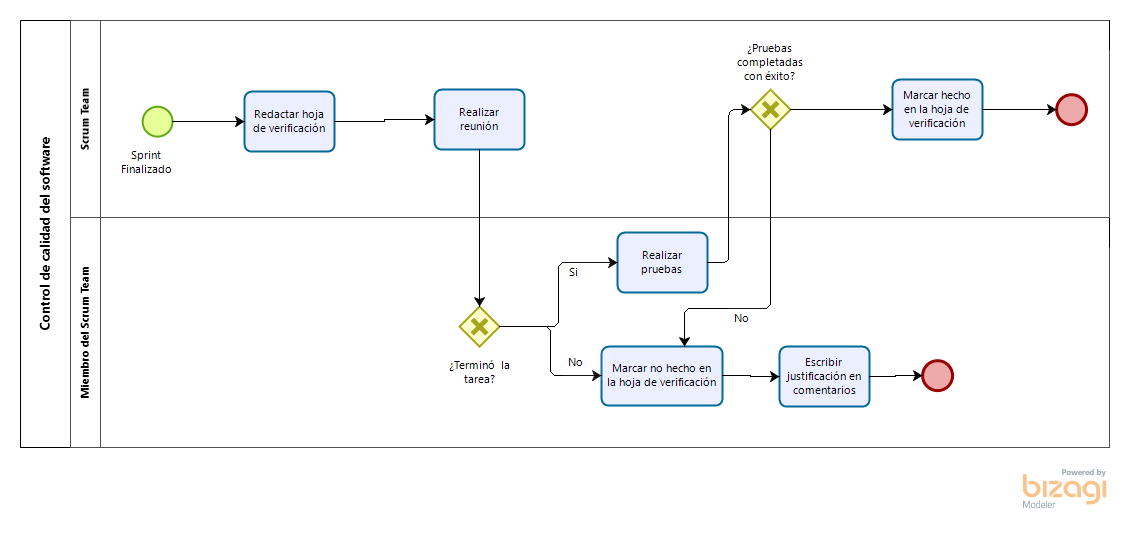 Control de calidad del software
Scrum Team
Sprint
Finalizado
Redactar hoja
de verificación
Realizar
reunión
¿Pruebas
completadas
con éxito?
Marcar hecho
en la hoja de
verificación
Miembro del Scrum Team
¿Terminó la
tarea?
Si
No
Realizar
pruebas
No
Marcar no hecho en
la hoja de verificación
Escribir
justificación en
comentarios
Powered by
bizagi
Modeler